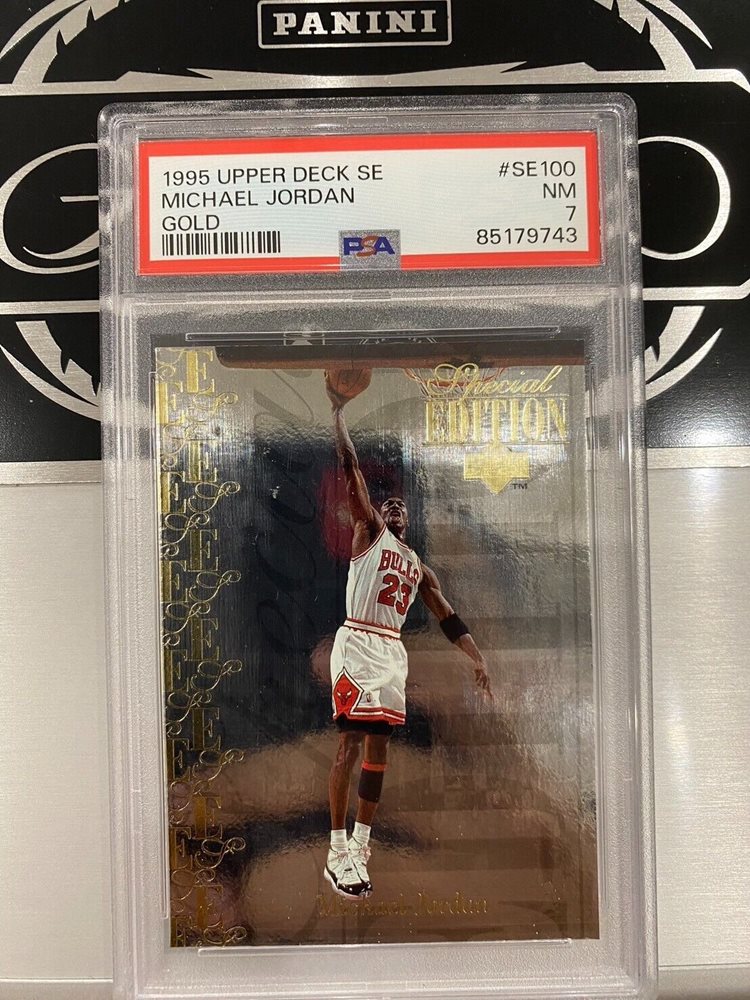 PANINI
1995 UPPER DECK SE #SE100
MICHAEL JORDAN NM
GOLD 7
PSA 85179743
Special
EDITION
TM
BULLS
23
Michael Jordan